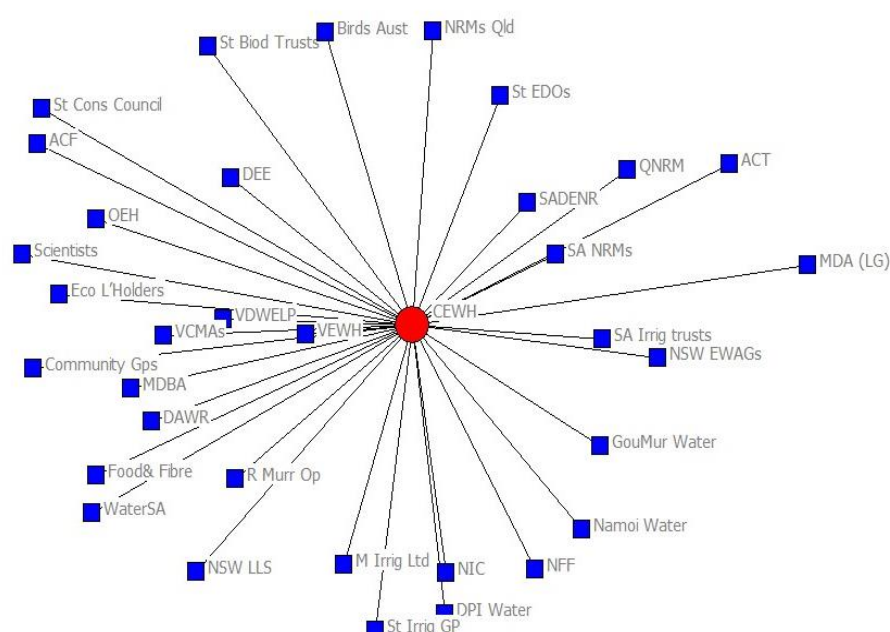 Birds Aust
NRMs Qld
St Biod Trusts
St EDOs
St Cons Council
ACF
QNRM
ACT
DEE
SADENR
OEH
Scientists
SA NRMs
MDA (LG)
Eco L'Holders
VDWELP
CEWH
VCMAs
VEWH
SA Irrig trusts
NSW EWAGs
Community Gps
MDBA
DAWR
GouMur Water
Food& Fibre
R Murr Op
WaterSA
Namoi Water
NSW LLS
M Irrig Ltd
NIC
NFF
DPI Water
St Irrig GP